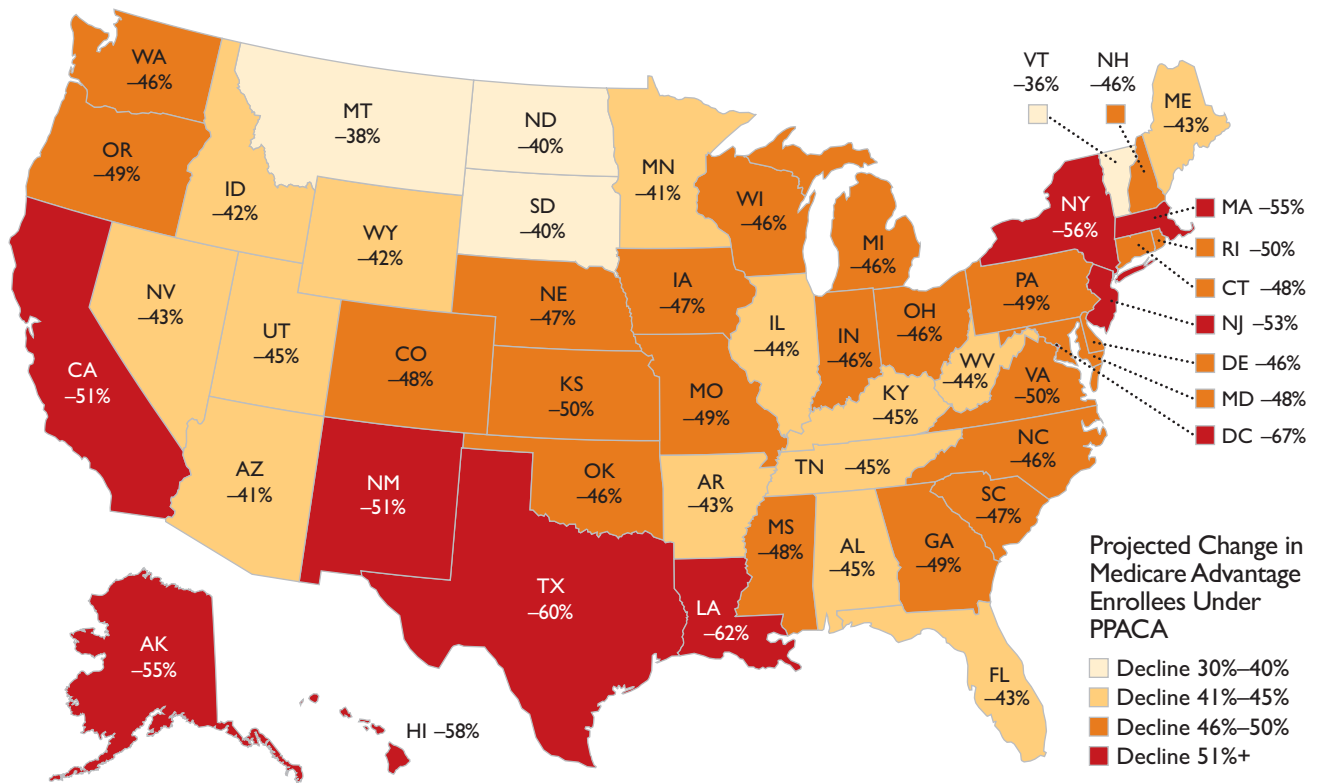 WA
–46%
OR
–49%
CA
–51%
ID
–42%
NV
–43%
MT
–38%
WY
–42%
UT
–45%
AZ
–41%
CO
–48%
NM
–51%
ND
–40%
SD
–40%
NE
–47%
KS
–50%
OK
–46%
TX
–60%
MN
–41%
IA
–47%
MO
–49%
AR
–43%
LA
–62%
WI
–46%
IL
–44%
MI
–46%
IN
–46%
OH
–46%
KY
–45%
WV
–44%
TN –45%
MS
–48%
AL
–45%
GA
–49%
FL
–43%
SC
–47%
NC
–46%
VA
–50%
PA
–49%
NY
–56%
VT
–36%
NH
–46%
ME
–43%
MA –55%
RI –50%
CT –48%
NJ –53%
DE –46%
MD –48%
DC –67%
AK
–55%
HI –58%
Projected Change in
Medicare Advantage
Enrollees Under
PPACA
Decline 30%–40%
Decline 41%–45%
Decline 46%–50%
Decline 51%+